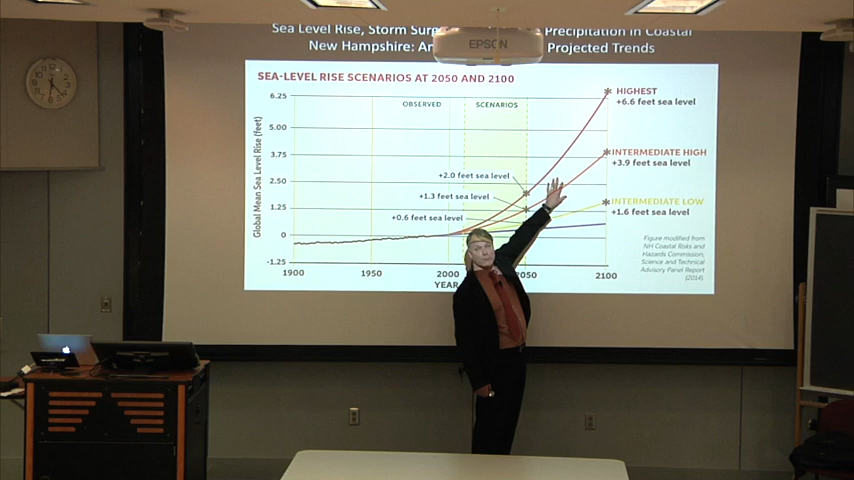 Sea Level Rise, Storm Surg Precipitation in Coastal
New Hampshire: An Projected Trends
EPSON
SEA-LEVEL RISE SCENARIOS AT 2050 AND 2100
6.25
5.00
3.75
2.50
1.25
0
-1.25
Global Mean Sea Level Rise (feet)
OBSERVED
SCENARIOS
HIGHEST
+6.6 feet sea level
INTERMEDIATE HIGH
+3.9 feet sea level
INTERMEDIATE LOW
+1.6 feet sea level
+2.0 feet sea level
+1.3 feet sea level
+0.6 feet sea level
1900
1950
2000
2050
2100
YEAR
Figure modified from
NH Coastal Risks and
Hazards Commission,
Science and Technical
Advisory Panel Report
(2014).